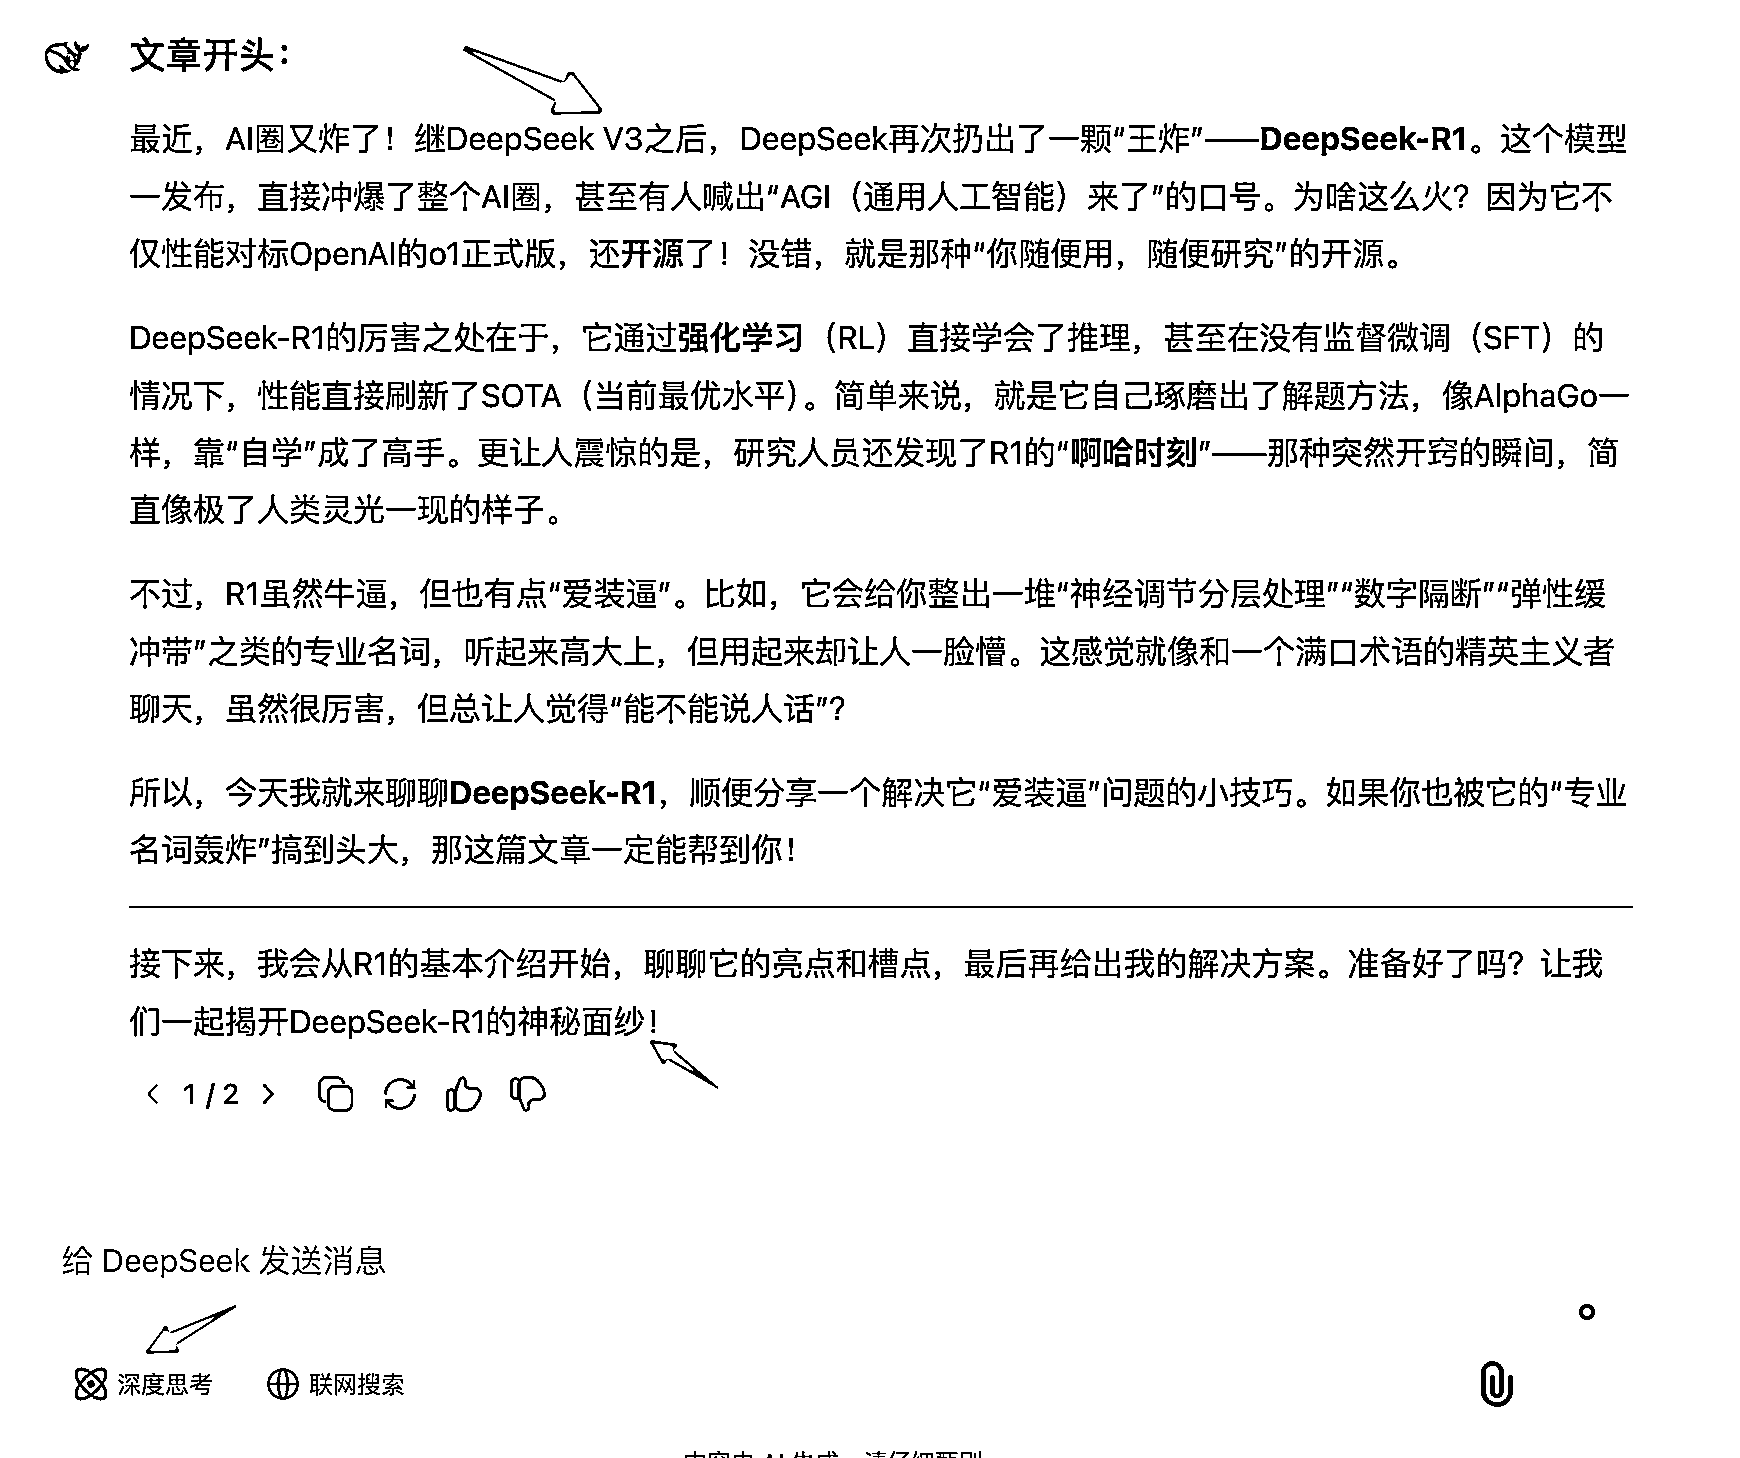 文章开头：
最近，AI圈又炸了！继DeepSeek V3之后，DeepSeek再次扔出了一颗“王炸”——DeepSeek-R1。这个模型
一发布，直接冲爆了整个AI圈，甚至有人喊出“AGI（通用人工智能）来了”的口号。为啥这么火？因为它不
仅性能对标OpenAI的o1正式版，还开源了！没错，就是那种“你随便用，随便研究”的开源。
DeepSeek-R1的厉害之处在于，它通过强化学习（RL）直接学会了推理，甚至在没有监督微调（SFT）的
情况下，性能直接刷新了SOTA（当前最优水平）。简单来说，就是它自己琢磨出了解题方法，像AlphaGo一
样，靠“自学”成了高手。更让人震惊的是，研究人员还发现了R1的“啊哈时刻”——那种突然开窍的瞬间，简
直像极了人类灵光一现的样子。
不过，R1虽然牛逼，但也有点“爱装逼”。比如，它会给你整出一堆“神经调节分层处理”“数字隔断”“弹性缓
冲带”之类的专业名词，听起来高大上，但用起来却让人一脸懵。这感觉就像和一个满口术语的精英主义者
聊天，虽然很厉害，但总让人觉得“能不能说人话”？
所以，今天我就来聊聊DeepSeek-R1，顺便分享一个解决它“爱装逼”问题的小技巧。如果你也被它的“专业
名词轰炸”搞到头大，那这篇文章一定能帮到你！
接下来，我会从R1的基本介绍开始，聊聊它的亮点和槽点，最后再给出我的解决方案。准备好了吗？让我
们一起揭开DeepSeek-R1的神秘面纱！
1 / 2
给 DeepSeek 发送消息
深度思考 联网搜索